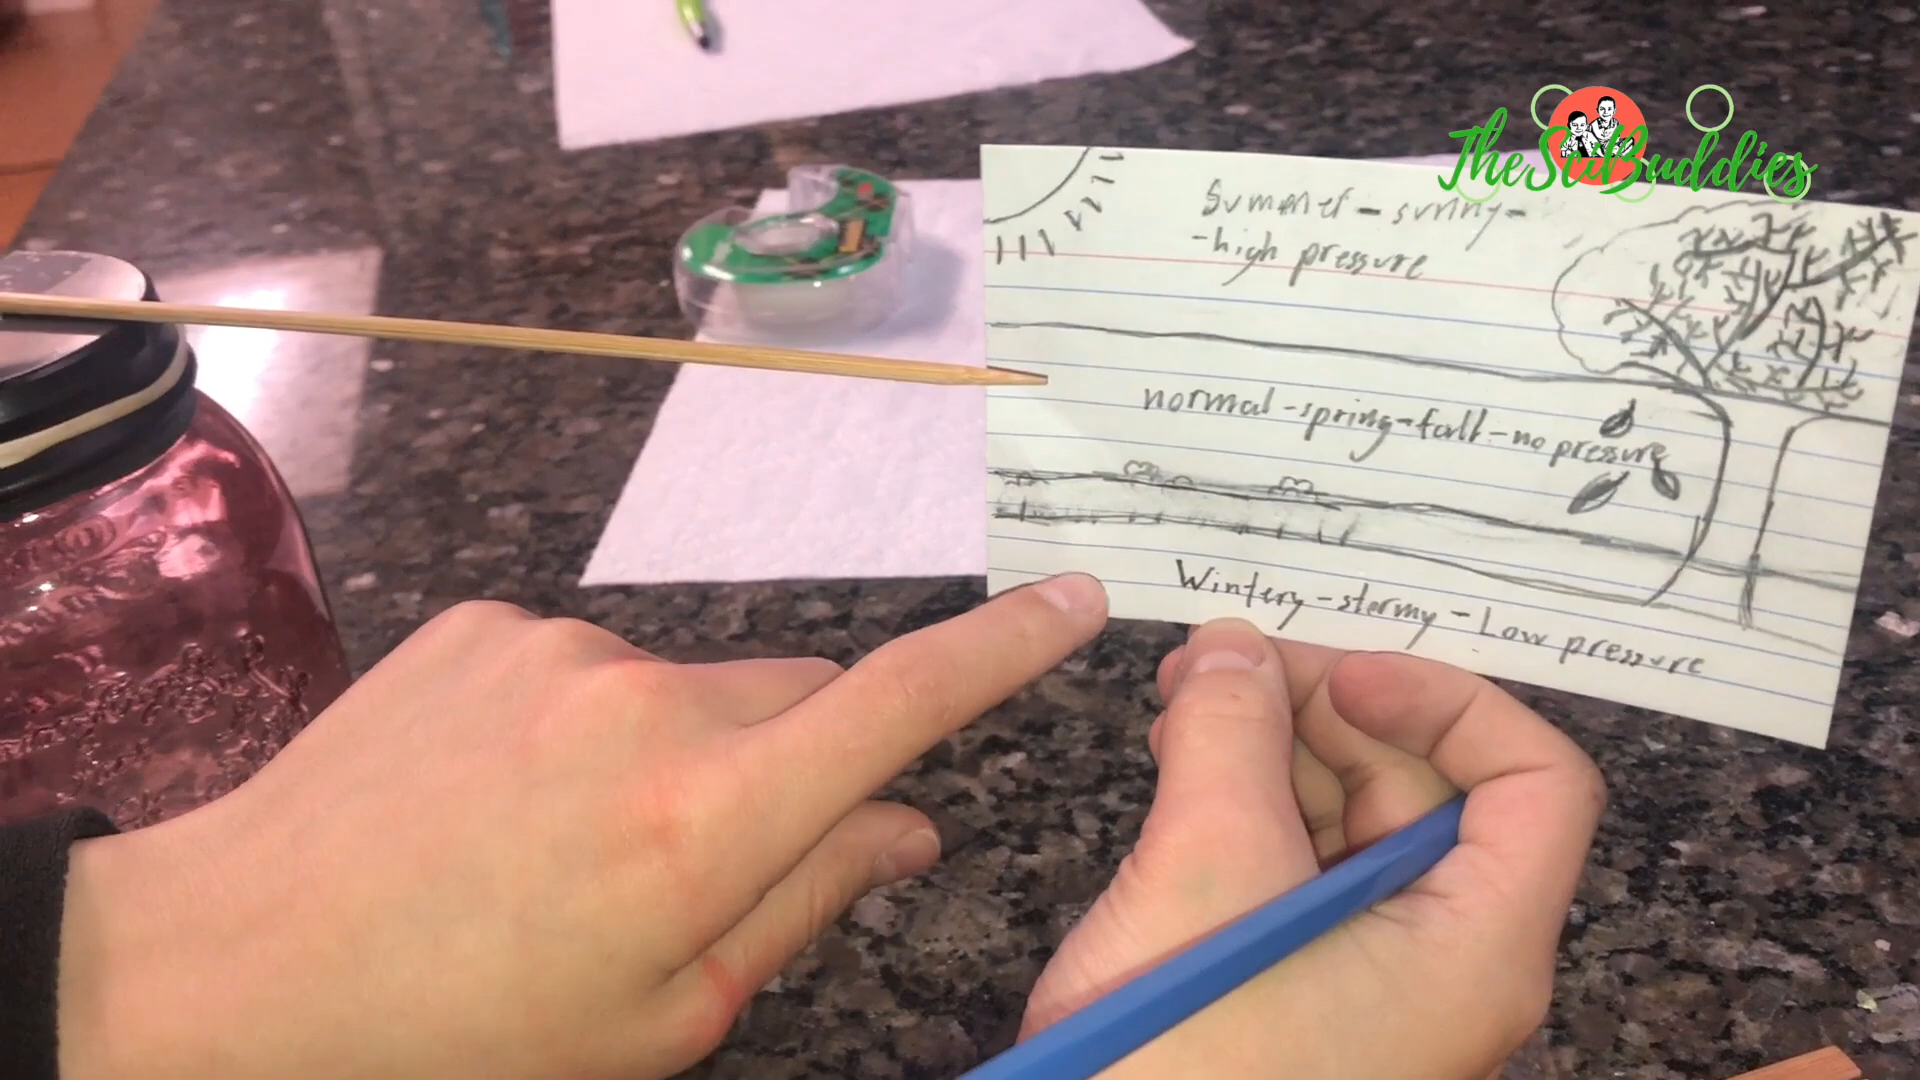 TheSciBuddies
Summer - sunny -
- high pressure
normal - spring - fall - no pressure
Wintery - stormy - Low pressure